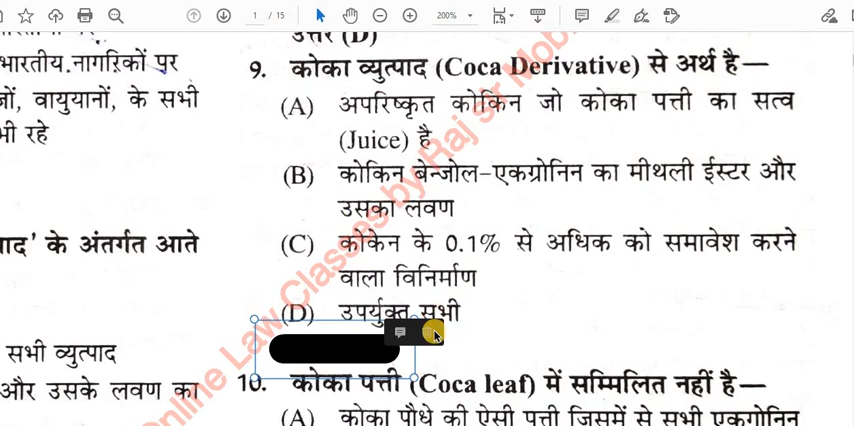 1 / 15
200%
उत्तर (D)
भारतीय.नागरिकों पर
नों, वायुयानों, के सभी
भी रहे
9. कोका व्युत्पाद (Coca Derivative) से अर्थ है—
(A) अपरिष्कृत कोकिन जो कोका पत्ती का सत्व
(Juice) है
(B) कोकिन बेन्जोल-एकग्रोनिन का मीथली ईस्टर और
उसका लवण
ाद' के अंतर्गत आते
(C) कोकेन के 0.1% से अधिक को समावेश करने
वाला विनिर्माण
(D) उपर्युक्त सभी
सभी व्युत्पाद
और उसके लवण का
10. कोका पत्ती (Coca leaf) में सम्मिलित नहीं है—
(A) कोका पौधे की ऐसी पत्ती जिसमें से सभी एकगोनिन
Online Law Classes by Raj sir Mob